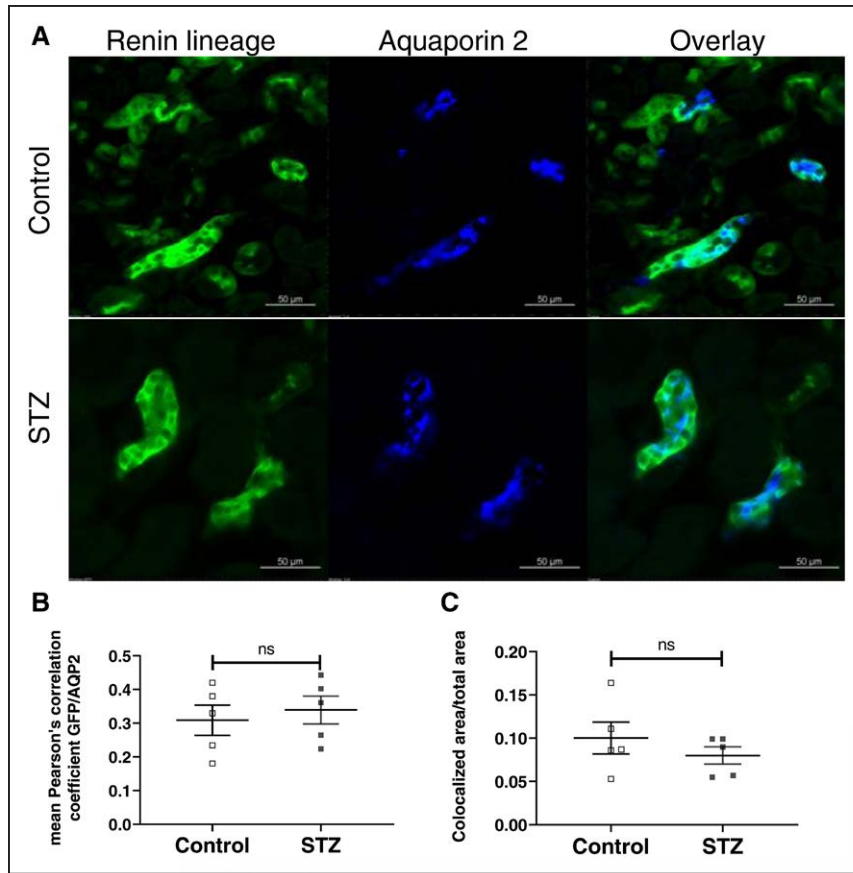 A
Renin lineage Aquaporin 2 Overlay
Control
50 µm 50 µm 50 µm
STZ
50 µm 50 µm 50 µm
B
mean Pearson's correlation
coefficient GFP/AQP2
0.5
0.4
0.3
0.2
0.1
0.0
ns
Control STZ
C
Colocalized area/total area
0.20
0.15
0.10
0.05
0.00
ns
Control STZ